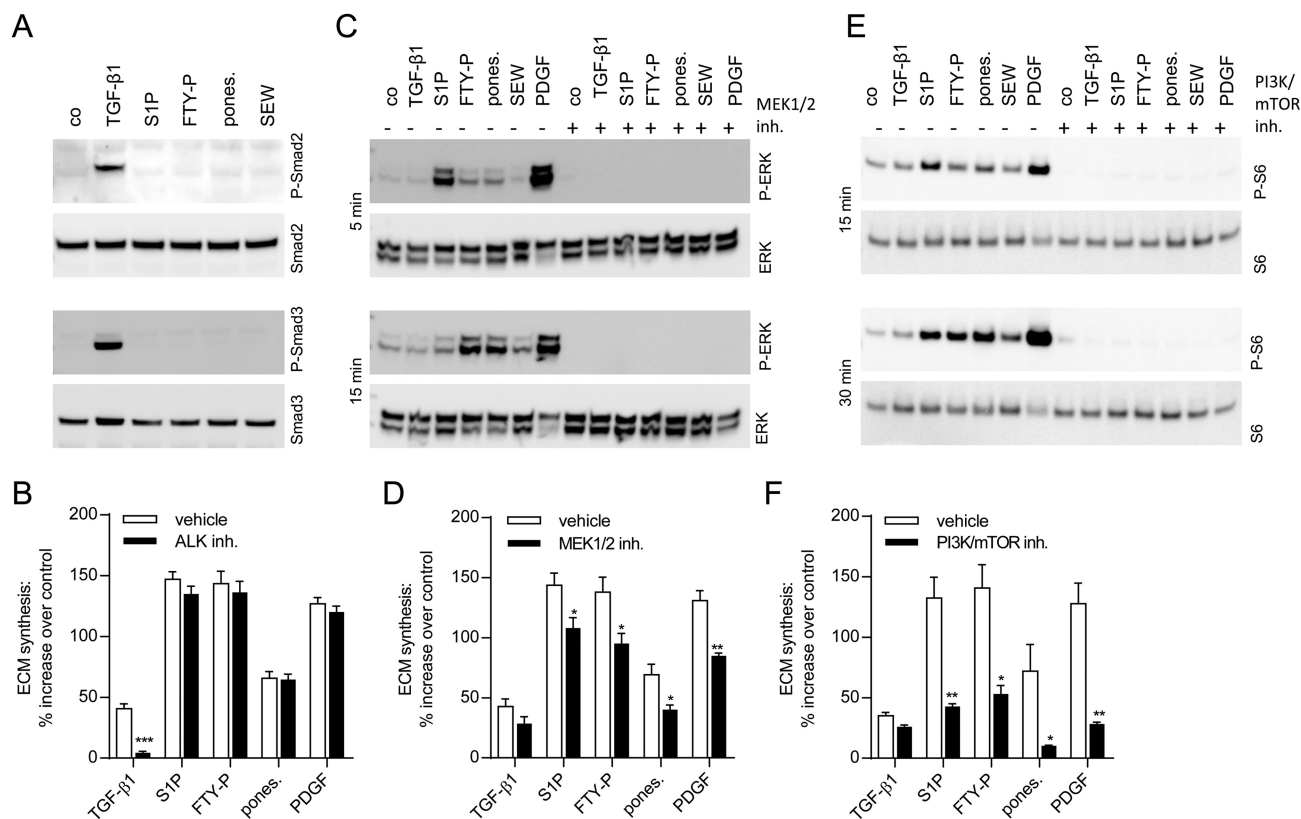 A
co
TGF-β1
S1P
FTY-P
pones.
SEW
P-Smad2
Smad2
P-Smad3
Smad3
C
co
TGF-β1
S1P
FTY-P
pones.
SEW
PDGF
co
TGF-β1
S1P
FTY-P
pones.
SEW
PDGF
MEK1/2
- - - - - - - + + + + + + + inh.
5 min
P-ERK
ERK
15 min
P-ERK
ERK
E
co
TGF-β1
S1P
FTY-P
pones.
SEW
PDGF
co
TGF-β1
S1P
FTY-P
pones.
SEW
PDGF
PI3K/
mTOR
- - - - - - - + + + + + + + inh.
15 min
P-S6
S6
30 min
P-S6
S6
B
ECM synthesis:
% increase over control
200
150
100
50
0
vehicle
ALK inh.
***
TGF-β1
S1P
FTY-P
pones.
PDGF
D
ECM synthesis:
% increase over control
200
150
100
50
0
vehicle
MEK1/2 inh.
*
*
*
**
TGF-β1
S1P
FTY-P
pones.
PDGF
F
ECM synthesis:
% increase over control
200
150
100
50
0
vehicle
PI3K/mTOR inh.
**
*
*
**
TGF-β1
S1P
FTY-P
pones.
PDGF